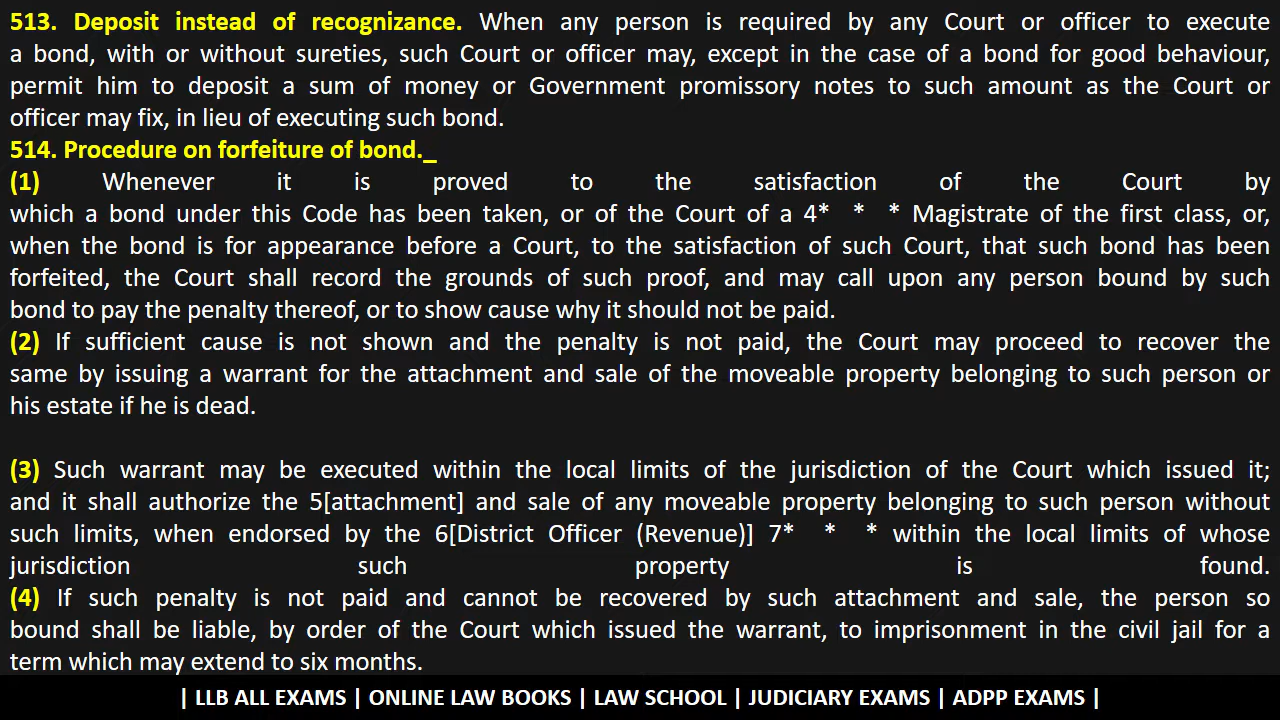 513. Deposit instead of recognizance. When any person is required by any Court or officer to execute
a bond, with or without sureties, such Court or officer may, except in the case of a bond for good behaviour,
permit him to deposit a sum of money or Government promissory notes to such amount as the Court or
officer may fix, in lieu of executing such bond.
514. Procedure on forfeiture of bond._
(1) Whenever it is proved to the satisfaction of the Court by
which a bond under this Code has been taken, or of the Court of a 4* * * Magistrate of the first class, or,
when the bond is for appearance before a Court, to the satisfaction of such Court, that such bond has been
forfeited, the Court shall record the grounds of such proof, and may call upon any person bound by such
bond to pay the penalty thereof, or to show cause why it should not be paid.
(2) If sufficient cause is not shown and the penalty is not paid, the Court may proceed to recover the
same by issuing a warrant for the attachment and sale of the moveable property belonging to such person or
his estate if he is dead.
(3) Such warrant may be executed within the local limits of the jurisdiction of the Court which issued it;
and it shall authorize the 5[attachment] and sale of any moveable property belonging to such person without
such limits, when endorsed by the 6[District Officer (Revenue)] 7* * * within the local limits of whose
jurisdiction such property is found.
(4) If such penalty is not paid and cannot be recovered by such attachment and sale, the person so
bound shall be liable, by order of the Court which issued the warrant, to imprisonment in the civil jail for a
term which may extend to six months.
| LLB ALL EXAMS | ONLINE LAW BOOKS | LAW SCHOOL | JUDICIARY EXAMS | ADPP EXAMS |